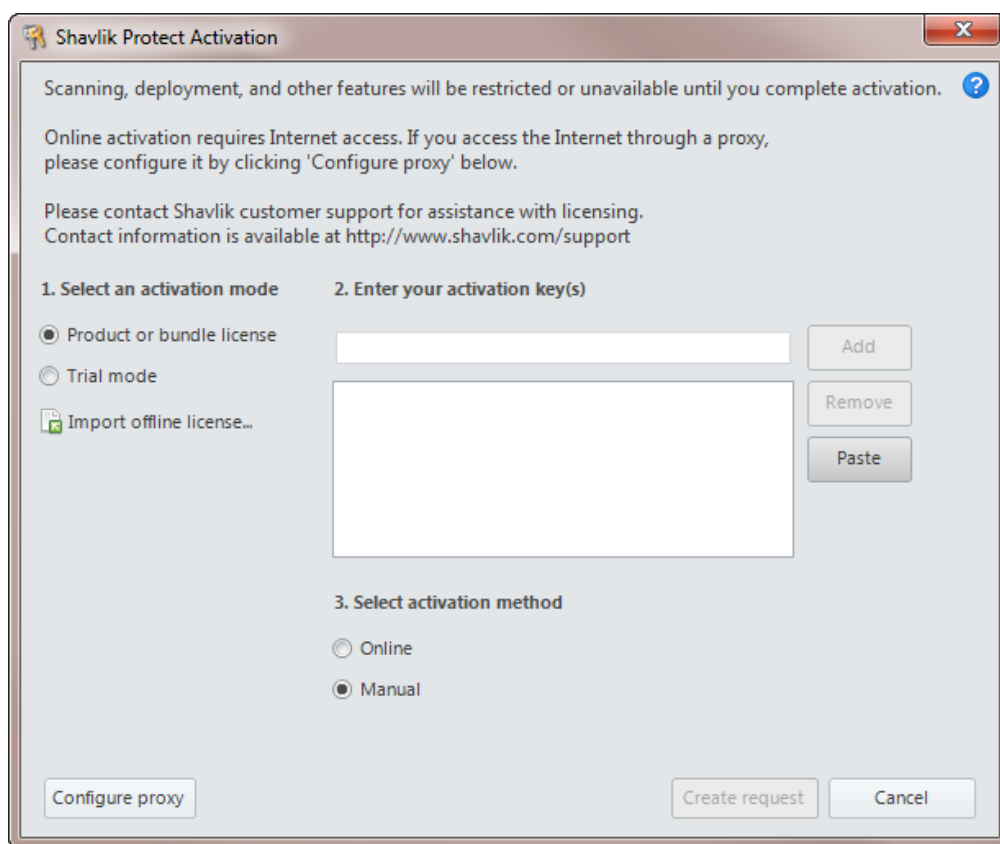 Shavlik Protect Activation
Scanning, deployment, and other features will be restricted or unavailable until you complete activation.
Online activation requires Internet access. If you access the Internet through a proxy,
please configure it by clicking 'Configure proxy' below.
Please contact Shavlik customer support for assistance with licensing.
Contact information is available at http://www.shavlik.com/support
1. Select an activation mode
Product or bundle license
Trial mode
Import offline license...
2. Enter your activation key(s)
Add
Remove
Paste
3. Select activation method
Online
Manual
Configure proxy
Create request
Cancel